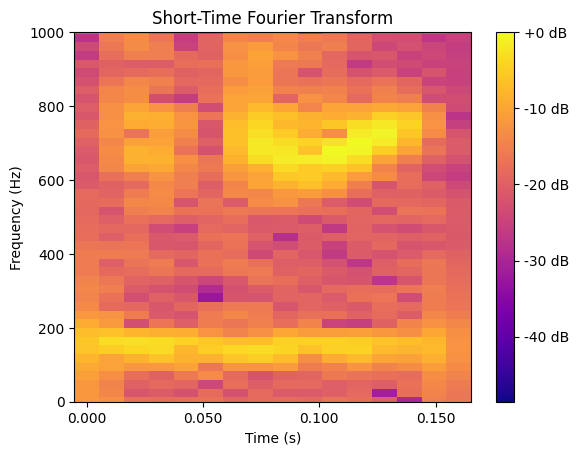 Short-Time Fourier Transform
1000
800
600
400
200
0
Frequency (Hz)
0.000
0.050
0.100
0.150
Time (s)
+0 dB
-10 dB
-20 dB
-30 dB
-40 dB